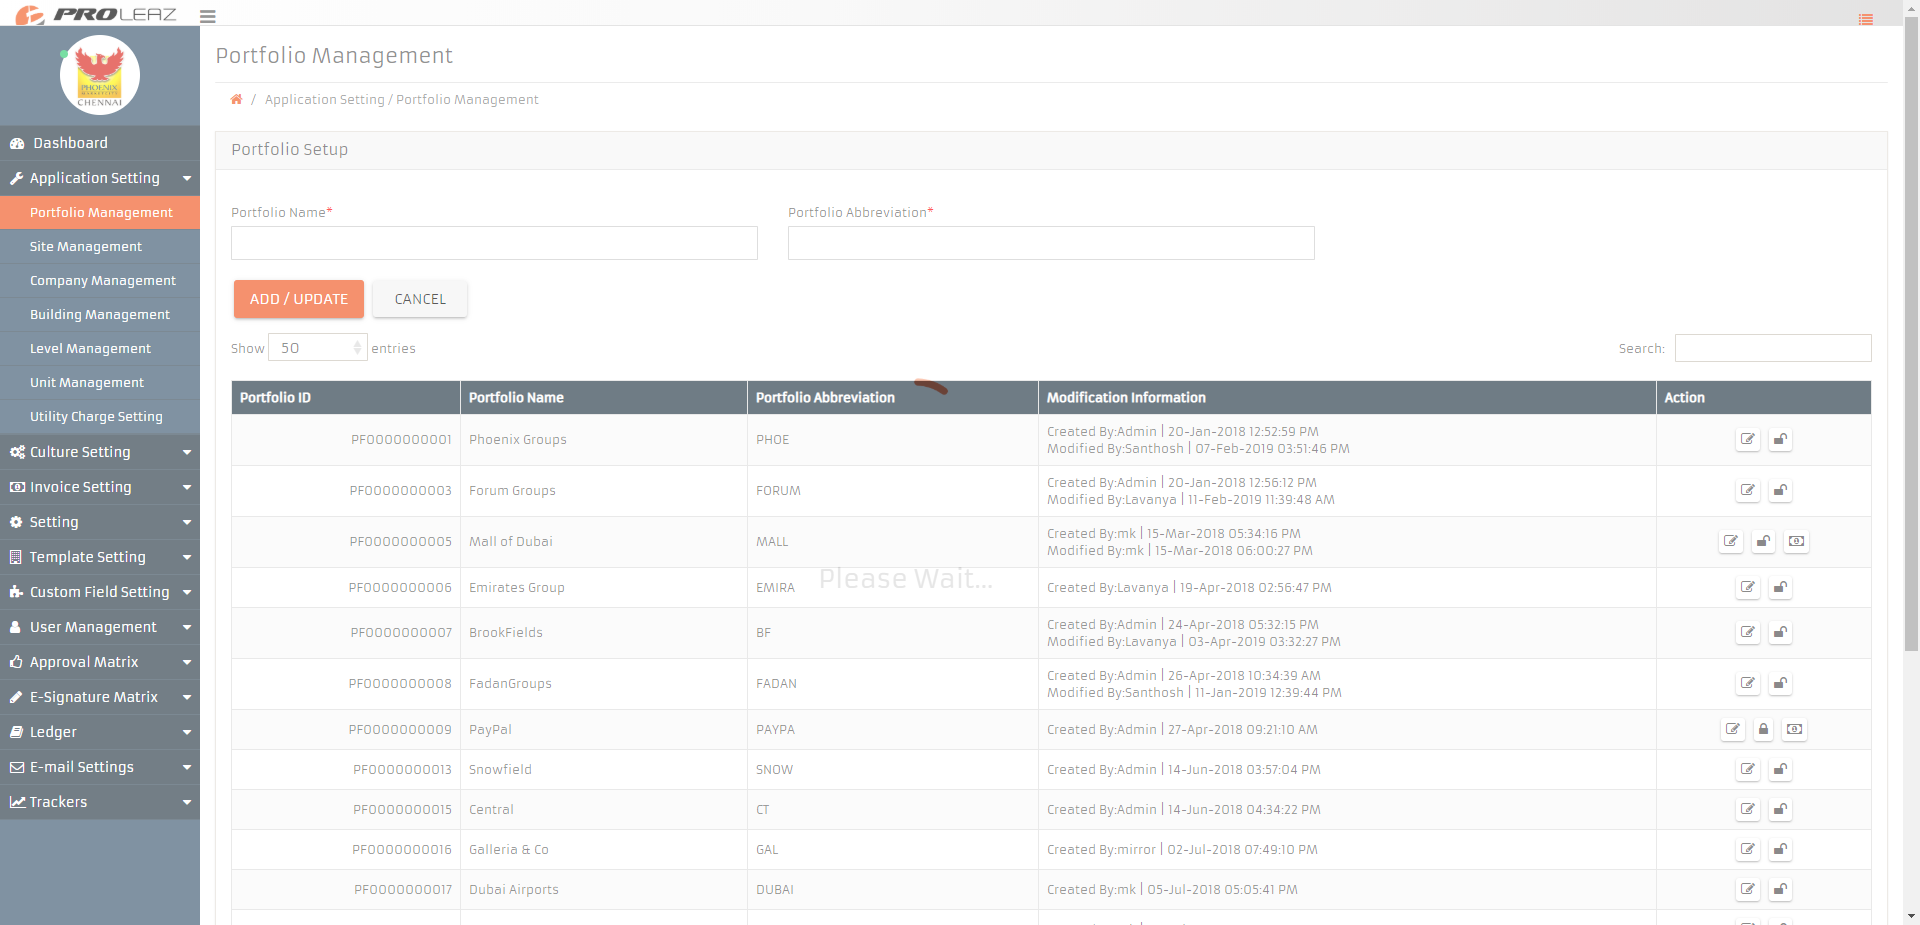 PROLEAZ
PHOENIX
MARKETCITY
CHENNAI
Dashboard
Application Setting
Portfolio Management
Site Management
Company Management
Building Management
Level Management
Unit Management
Utility Charge Setting
Culture Setting
Invoice Setting
Setting
Template Setting
Custom Field Setting
User Management
Approval Matrix
E-Signature Matrix
Ledger
E-mail Settings
Trackers
Portfolio Management
/ Application Setting / Portfolio Management
Portfolio Setup
Portfolio Name* Portfolio Abbreviation*
ADD / UPDATE CANCEL
Show 50 entries Search:
Portfolio ID Portfolio Name Portfolio Abbreviation Modification Information Action
PF0000000001 Phoenix Groups PHOE Created By:Admin | 20-Jan-2018 12:52:59 PM
Modified By:Santhosh | 07-Feb-2019 03:51:46 PM
PF0000000003 Forum Groups FORUM Created By:Admin | 20-Jan-2018 12:56:12 PM
Modified By:Lavanya | 11-Feb-2019 11:39:48 AM
PF0000000005 Mall of Dubai MALL Created By:mk | 15-Mar-2018 05:34:16 PM
Modified By:mk | 15-Mar-2018 06:00:27 PM
Please Wait...
PF0000000006 Emirates Group EMIRA Created By:Lavanya | 19-Apr-2018 02:56:47 PM
PF0000000007 BrookFields BF Created By:Admin | 24-Apr-2018 05:32:15 PM
Modified By:Lavanya | 03-Apr-2019 03:32:27 PM
PF0000000008 FadanGroups FADAN Created By:Admin | 26-Apr-2018 10:34:39 AM
Modified By:Santhosh | 11-Jan-2019 12:39:44 PM
PF0000000009 PayPal PAYPA Created By:Admin | 27-Apr-2018 09:21:10 AM
PF0000000013 Snowfield SNOW Created By:Admin | 14-Jun-2018 03:57:04 PM
PF0000000015 Central CT Created By:Admin | 14-Jun-2018 04:34:22 PM
PF0000000016 Galleria & Co GAL Created By:mirror | 02-Jul-2018 07:49:10 PM
PF0000000017 Dubai Airports DUBAI Created By:mk | 05-Jul-2018 05:05:41 PM